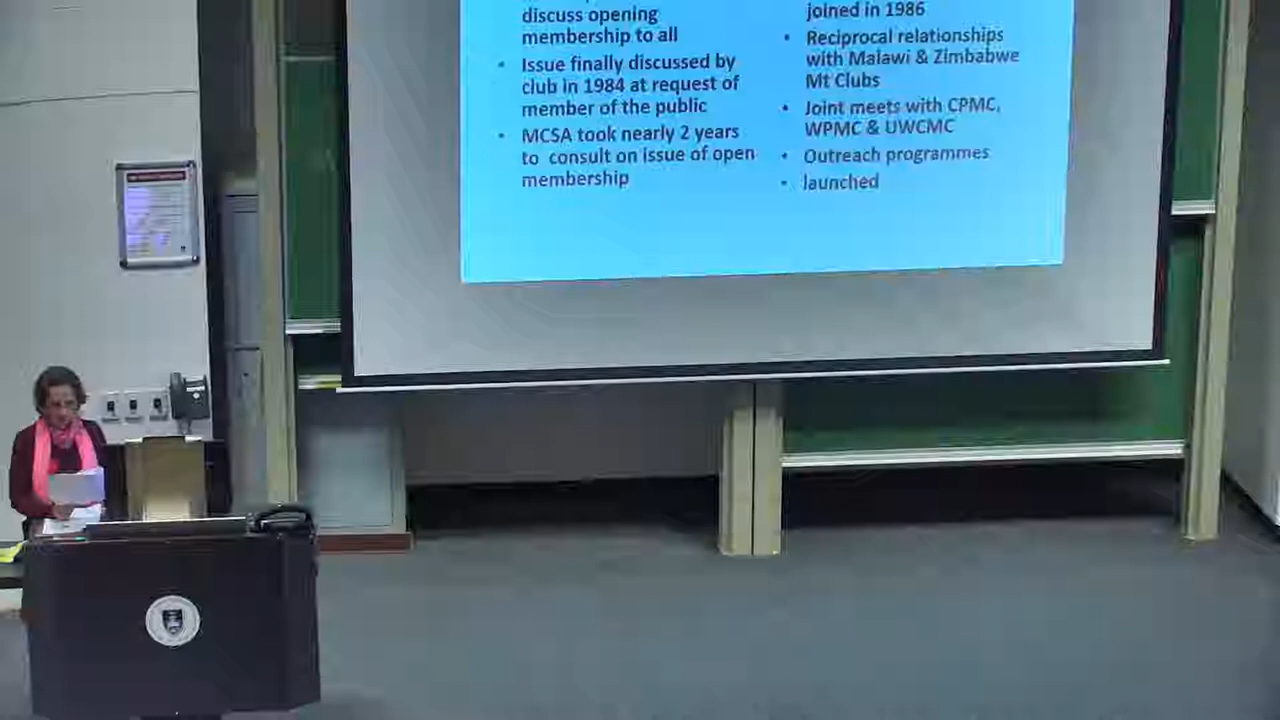 discuss opening
membership to all
• Issue finally discussed by
club in 1984 at request of
member of the public
• MCSA took nearly 2 years
to consult on issue of open
membership
joined in 1986
• Reciprocal relationships
with Malawi & Zimbabwe
Mt Clubs
• Joint meets with CPMC,
WPMC & UWCMC
• Outreach programmes
• launched